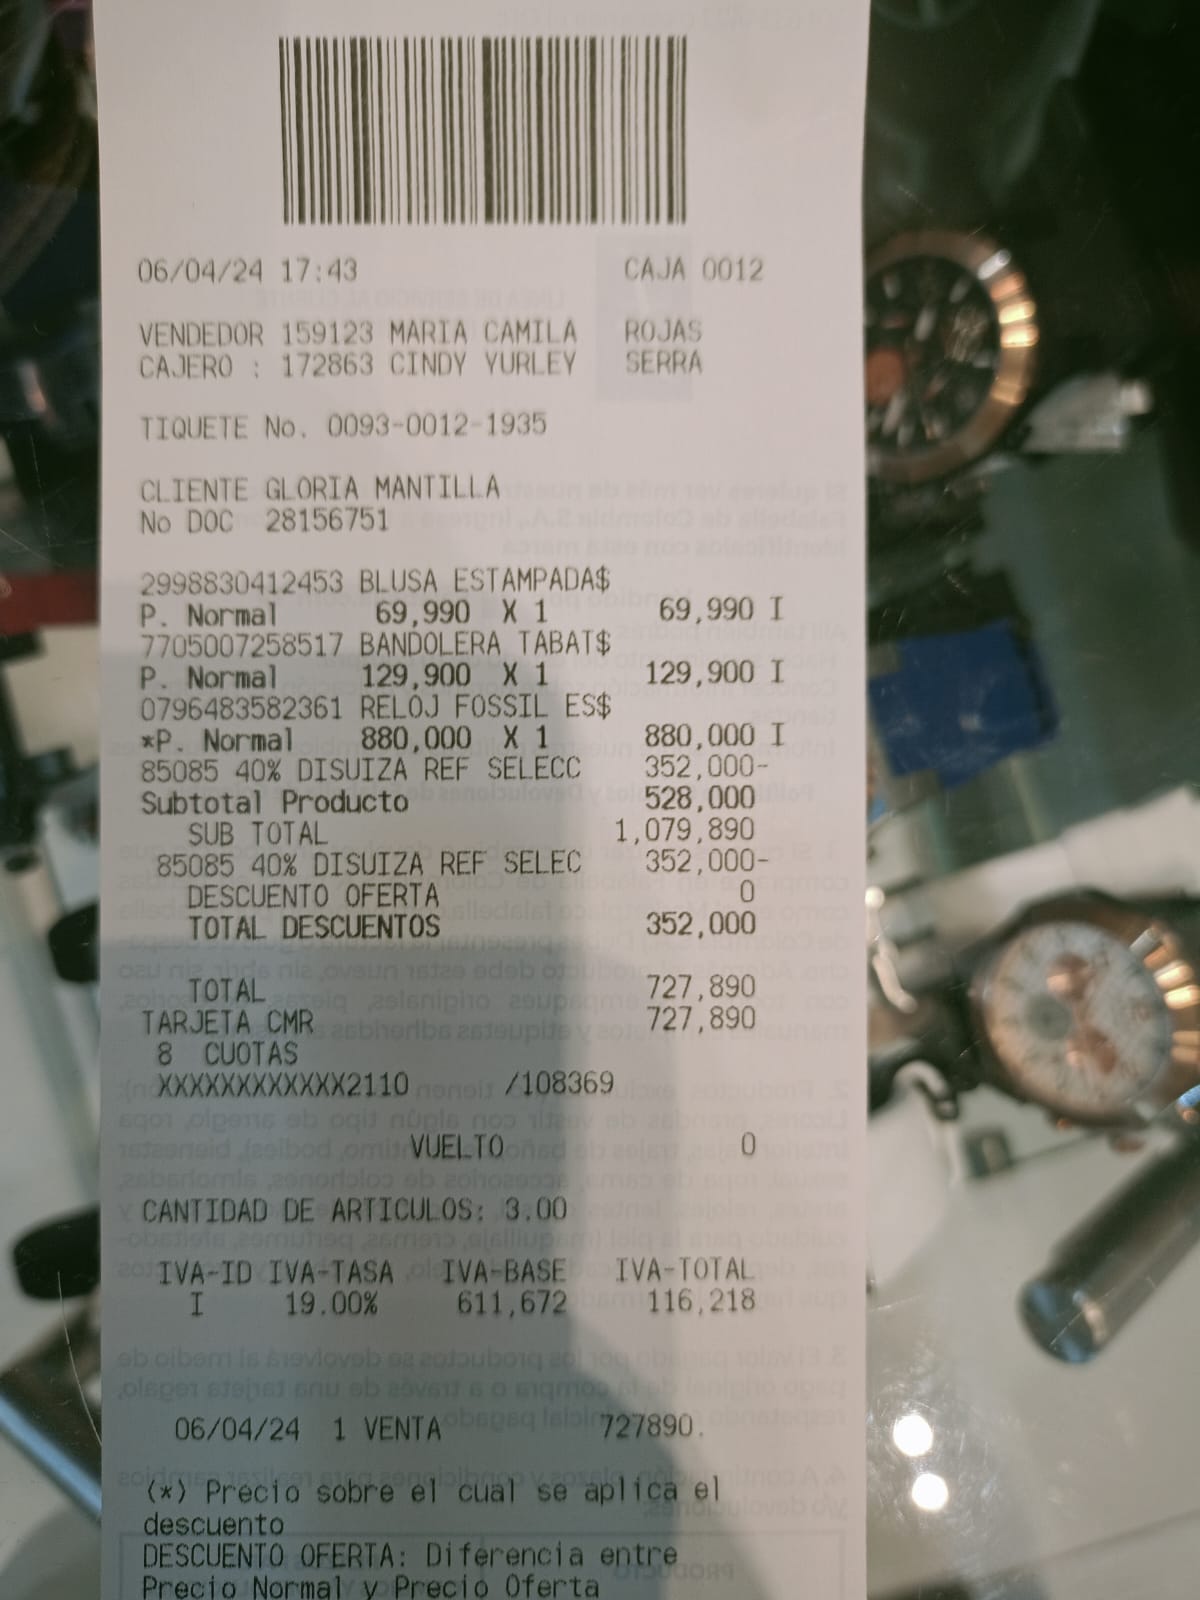 06/04/24 17:43 CAJA 0012
VENDEDOR 159123 MARIA CAMILA ROJAS
CAJERO : 172863 CINDY YURLEY SERRA
TIQUETE No. 0093-0012-1935
CLIENTE GLORIA MANTILLA
No DOC 28156751
2998830412453 BLUSA ESTAMPADA$
P. Normal 69,990 X 1 69,990 I
7705007258517 BANDOLERA TABAT$
P. Normal 129,900 X 1 129,900 I
0796483582361 RELOJ FOSSIL ES$
*P. Normal 880,000 X 1 880,000 I
85085 40% DISUIZA REF SELECC 352,000-
Subtotal Producto 528,000
SUB TOTAL 1,079,890
85085 40% DISUIZA REF SELEC 352,000-
DESCUENTO OFERTA 0
TOTAL DESCUENTOS 352,000
TOTAL 727,890
TARJETA CMR 727,890
8 CUOTAS
XXXXXXXXXXXX2110 /108369
VUELTO 0
CANTIDAD DE ARTICULOS: 3.00
IVA-ID IVA-TASA IVA-BASE IVA-TOTAL
I 19.00% 611,672 116,218
06/04/24 1 VENTA 727890.
(*) Precio sobre el cual se aplica el
descuento
DESCUENTO OFERTA: Diferencia entre
Precio Normal y Precio Oferta